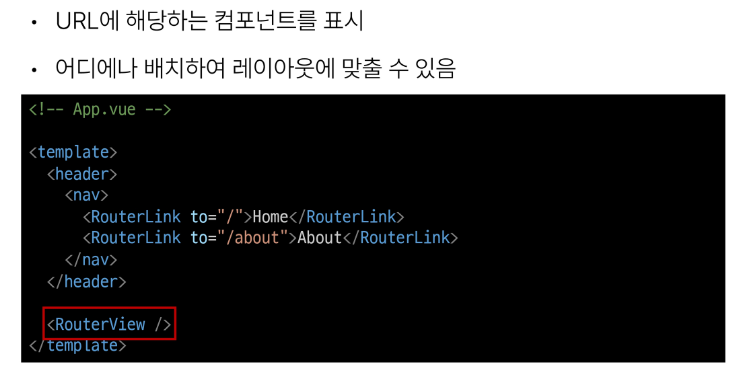 • URL에 해당하는 컴포넌트를 표시
• 어디에나 배치하여 레이아웃에 맞출 수 있음
<!-- App.vue -->
<template>
<header>
<nav>
<RouterLink to="/">Home</RouterLink>
<RouterLink to="/about">About</RouterLink>
</nav>
</header>
<RouterView />
</template>